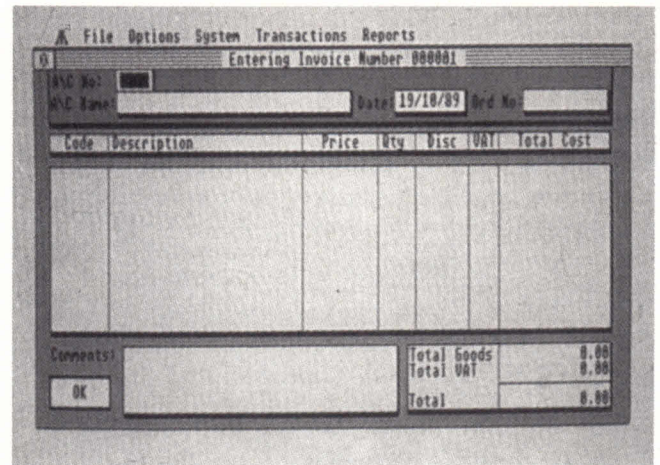 File Options System Transactions Reports
Entering Invoice Number 000001
A\C No:
A\C Name: Date: 19/10/89 Ord No:
Code Description Price Qty Disc VAT Total Cost
Comments:
Total Goods 0.00
Total VAT 0.00
OK
Total 0.00